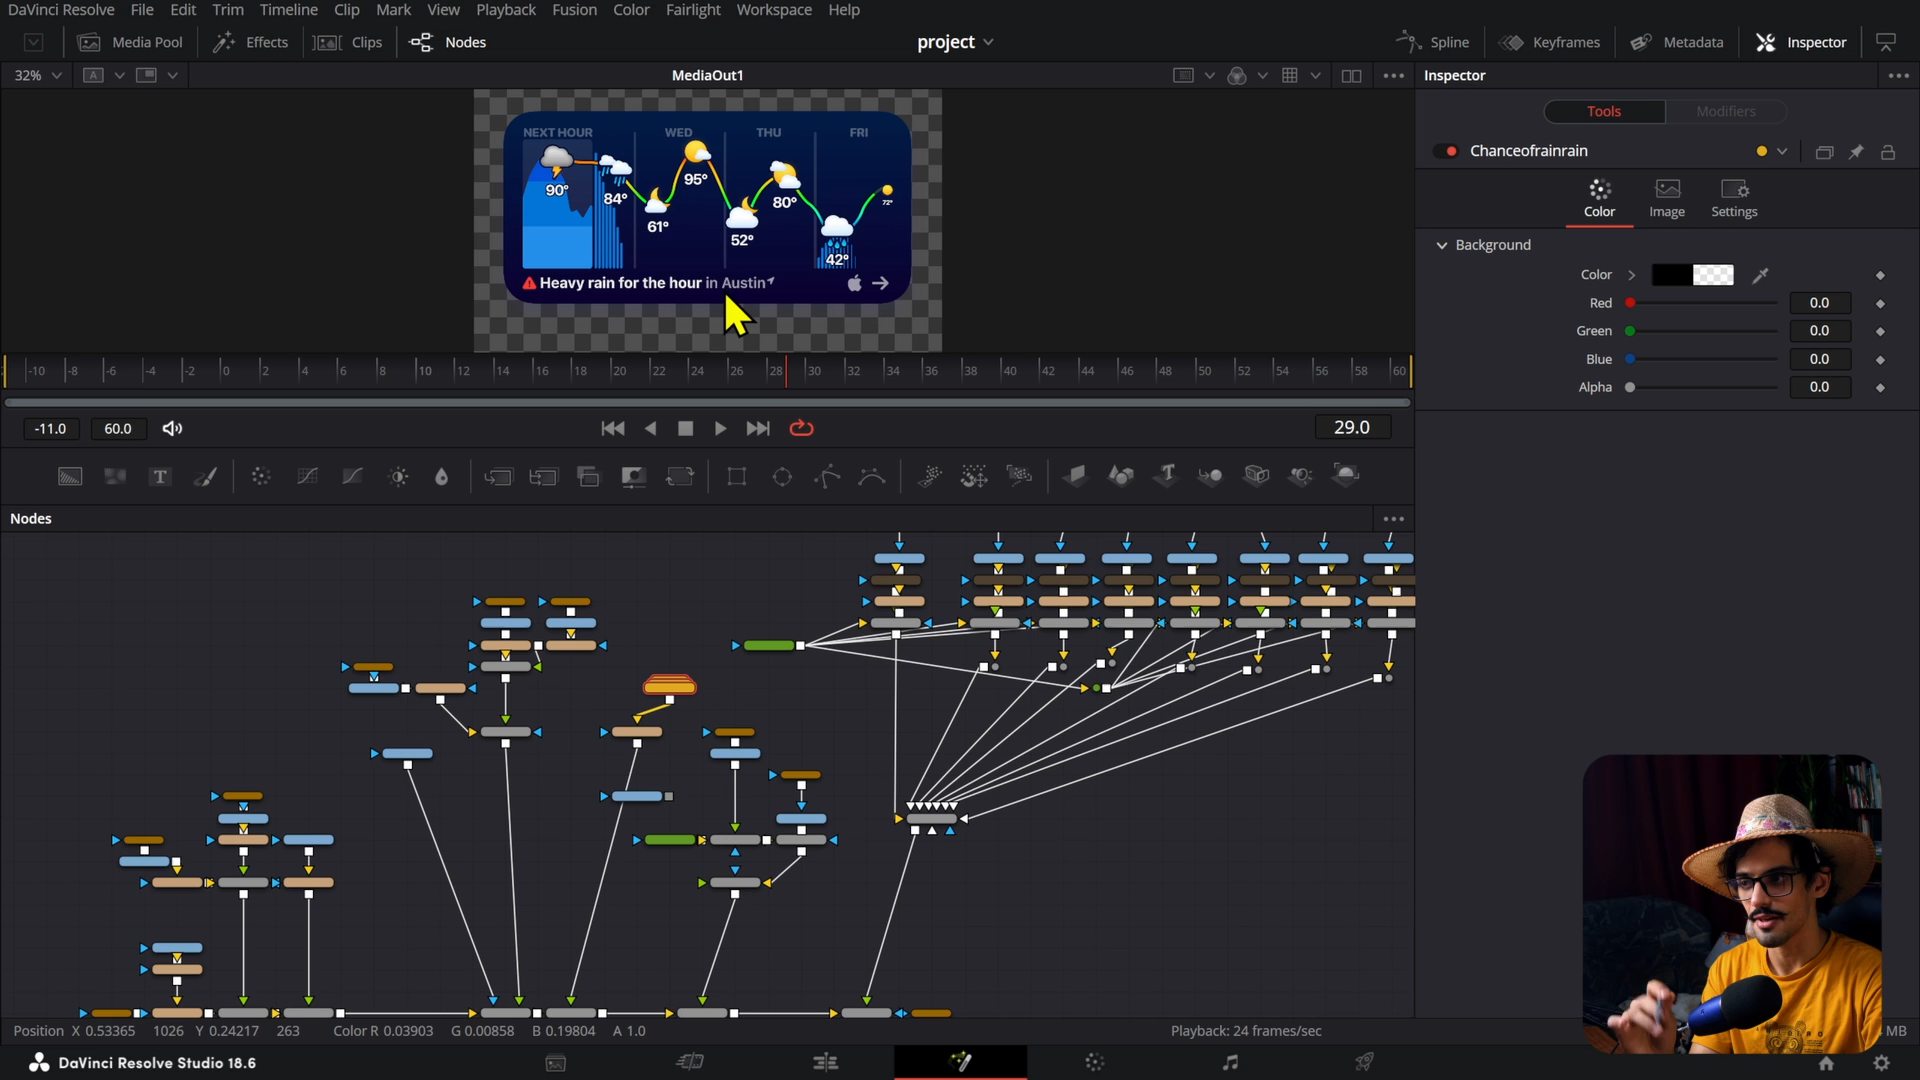 DaVinci Resolve File Edit Trim Timeline Clip Mark View Playback Fusion Color Fairlight Workspace Help
Media Pool Effects Clips Nodes project Spline Keyframes Metadata Inspector
32% A MediaOut1 Inspector
Tools Modifiers
NEXT HOUR WED THU FRI
Chanceofrainrain
90° 84° 61° 95° 52° 80° 42° 72°
Color Image Settings
Background
Heavy rain for the hour in Austin
Color
Red 0.0
Green 0.0
Blue 0.0
Alpha 0.0
-10 -8 -6 -4 -2 0 2 4 6 8 10 12 14 16 18 20 22 24 26 28 30 32 34 36 38 40 42 44 46 48 50 52 54 56 58 60
-11.0 60.0 29.0
T T
Nodes
Position X 0.53365 1026 Y 0.24217 263 Color R 0.03903 G 0.00858 B 0.19804 A 1.0 Playback: 24 frames/sec MB
DaVinci Resolve Studio 18.6